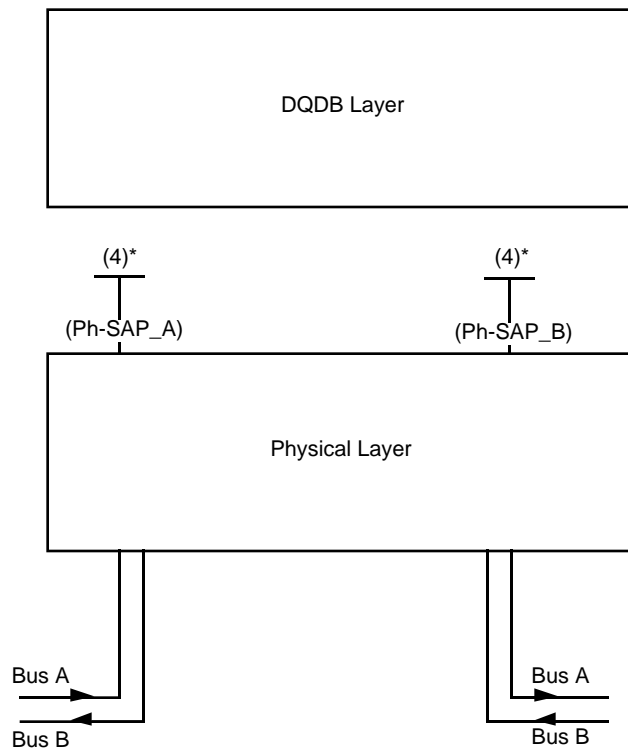 DQDB Layer
(4)* (4)*
(Ph-SAP_A) (Ph-SAP_B)
Physical Layer
Bus A Bus A
Bus B Bus B